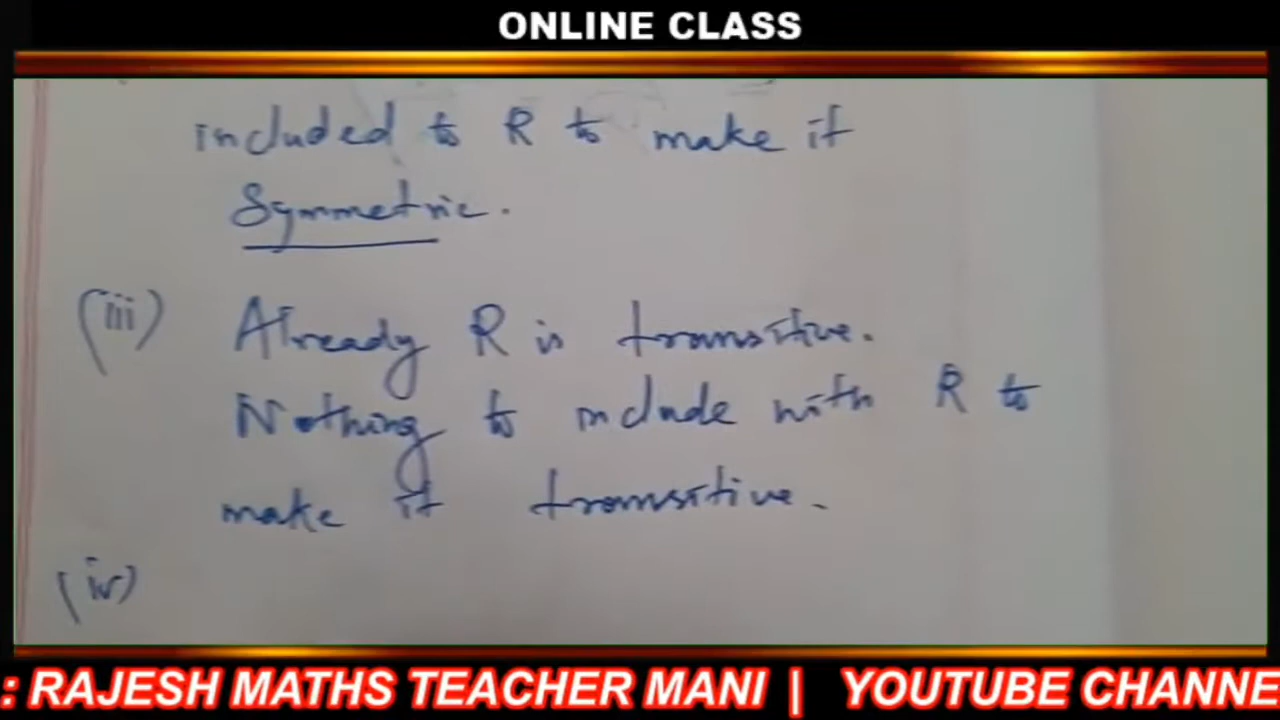 ONLINE CLASS
included to R to make it
Symmetric.
(iii) Already R is transitive.
Nothing to include with R to
make it transitive.
(iv)
: RAJESH MATHS TEACHER MANI | YOUTUBE CHANNE